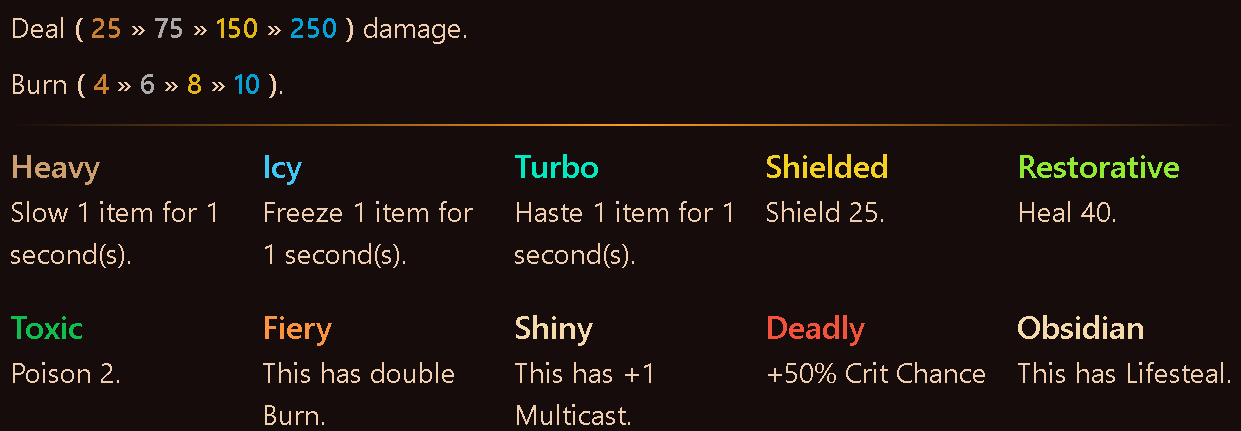 Deal ( 25 » 75 » 150 » 250 ) damage.
Burn ( 4 » 6 » 8 » 10 ).
Heavy
Slow 1 item for 1
second(s).
Icy
Freeze 1 item for
1 second(s).
Turbo
Haste 1 item for 1
second(s).
Shielded
Shield 25.
Restorative
Heal 40.
Toxic
Poison 2.
Fiery
This has double
Burn.
Shiny
This has +1
Multicast.
Deadly
+50% Crit Chance
Obsidian
This has Lifesteal.